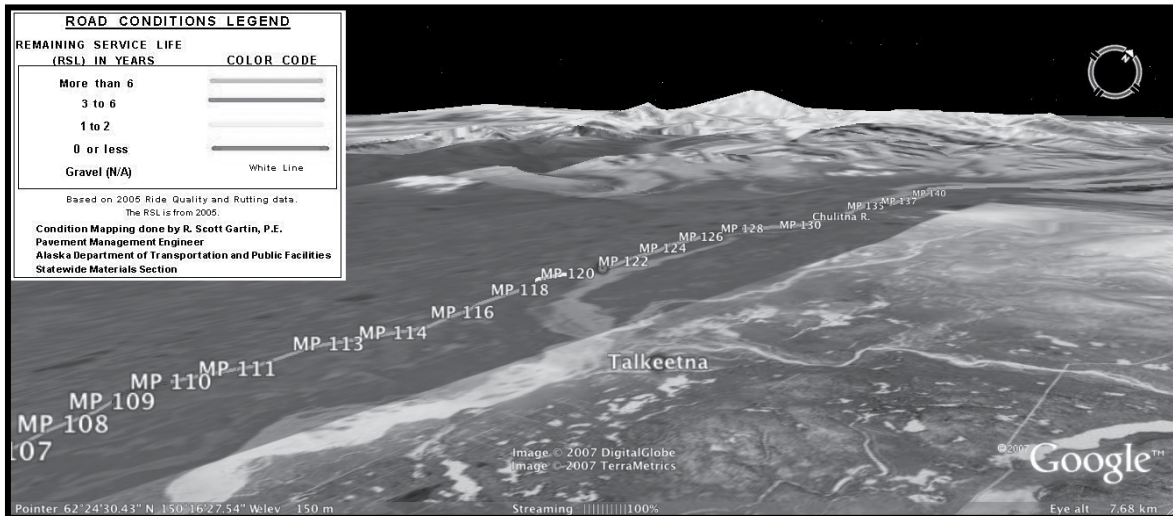 ROAD CONDITIONS LEGEND
REMAINING SERVICE LIFE
(RSL) IN YEARS COLOR CODE
More than 6
3 to 6
1 to 2
0 or less
Gravel (N/A) White Line
Based on 2005 Ride Quality and Rutting data.
The RSL is from 2005.
Condition Mapping done by R. Scott Gartin, P.E.
Pavement Management Engineer
Alaska Department of Transportation and Public Facilities
Statewide Materials Section
N
MP 140
MP 137
MP 135
Chulitna R.
MP 130
MP 128
MP 126
MP 124
MP 122
MP 120
MP 118
MP 116
MP 114
MP 113
MP 111
MP 110
MP 109
MP 108
107
Talkeetna
Image © 2007 DigitalGlobe
Image © 2007 TerraMetrics
© 2007 Google™
Pointer 62°24'30.43" N 150°16'27.54" W elev 150 m Streaming 100% Eye alt 7.68 km